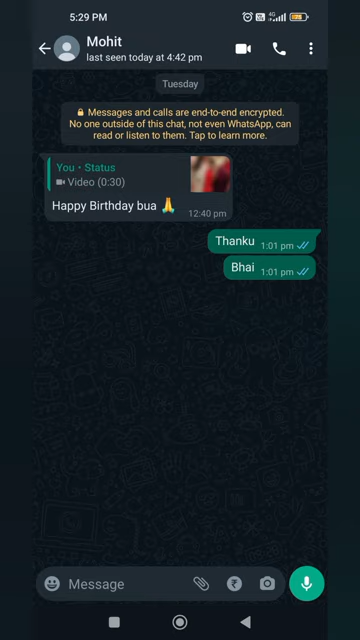 5:29 PM
4G
Mohit
last seen today at 4:42 pm
Tuesday
Messages and calls are end-to-end encrypted.
No one outside of this chat, not even WhatsApp, can
read or listen to them. Tap to learn more.
You • Status
Video (0:30)
Happy Birthday bua 🙏
12:40 pm
Thanku 1:01 pm
Bhai 1:01 pm
Message
₹